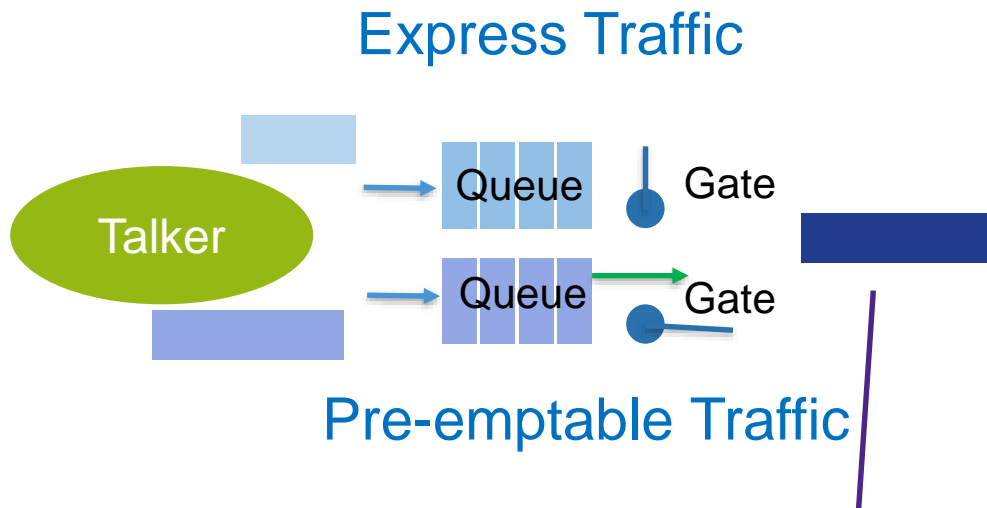 Express Traffic
Queue
Gate
Talker
Queue
Gate
Pre-emptable Traffic